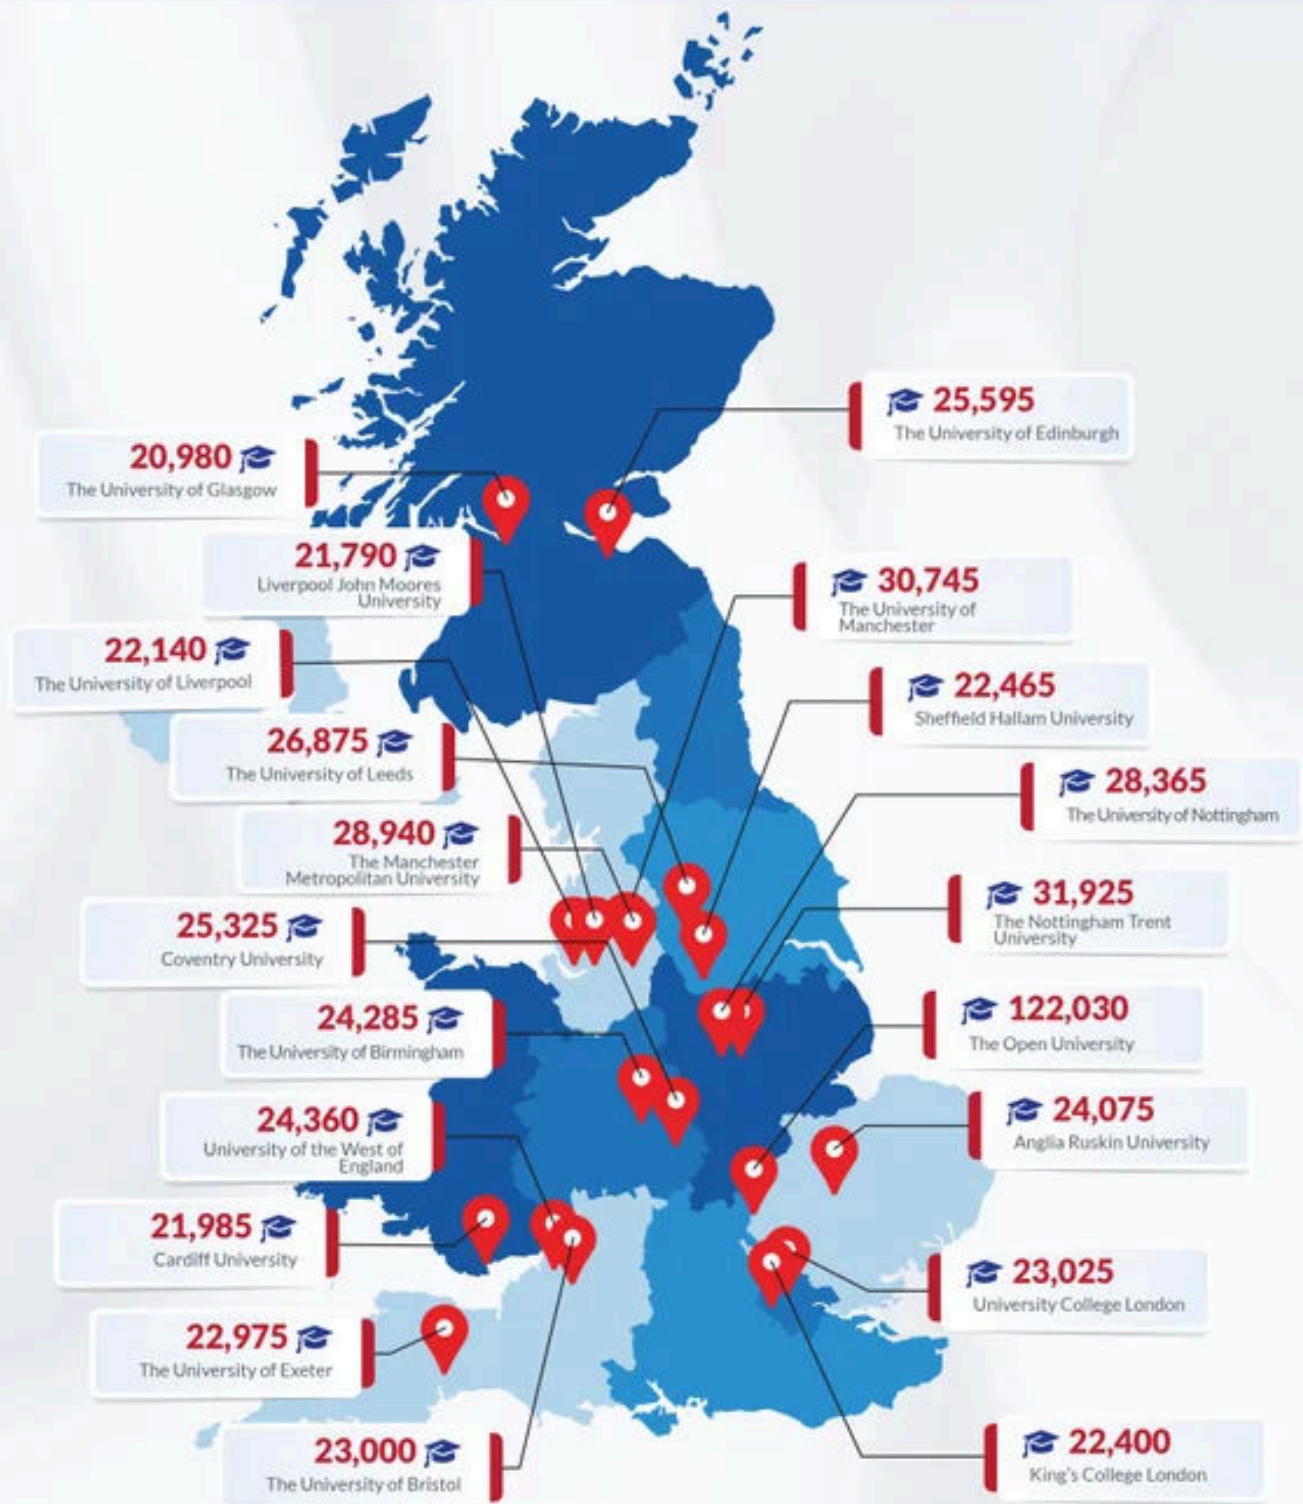 25,595
The University of Edinburgh
20,980
The University of Glasgow
21,790
Liverpool John Moores
University
30,745
The University of
Manchester
22,140
The University of Liverpool
22,465
Sheffield Hallam University
26,875
The University of Leeds
28,365
The University of Nottingham
28,940
The Manchester
Metropolitan University
31,925
The Nottingham Trent
University
25,325
Coventry University
24,285
The University of Birmingham
122,030
The Open University
24,360
University of the West of
England
24,075
Anglia Ruskin University
21,985
Cardiff University
23,025
University College London
22,975
The University of Exeter
23,000
The University of Bristol
22,400
King's College London